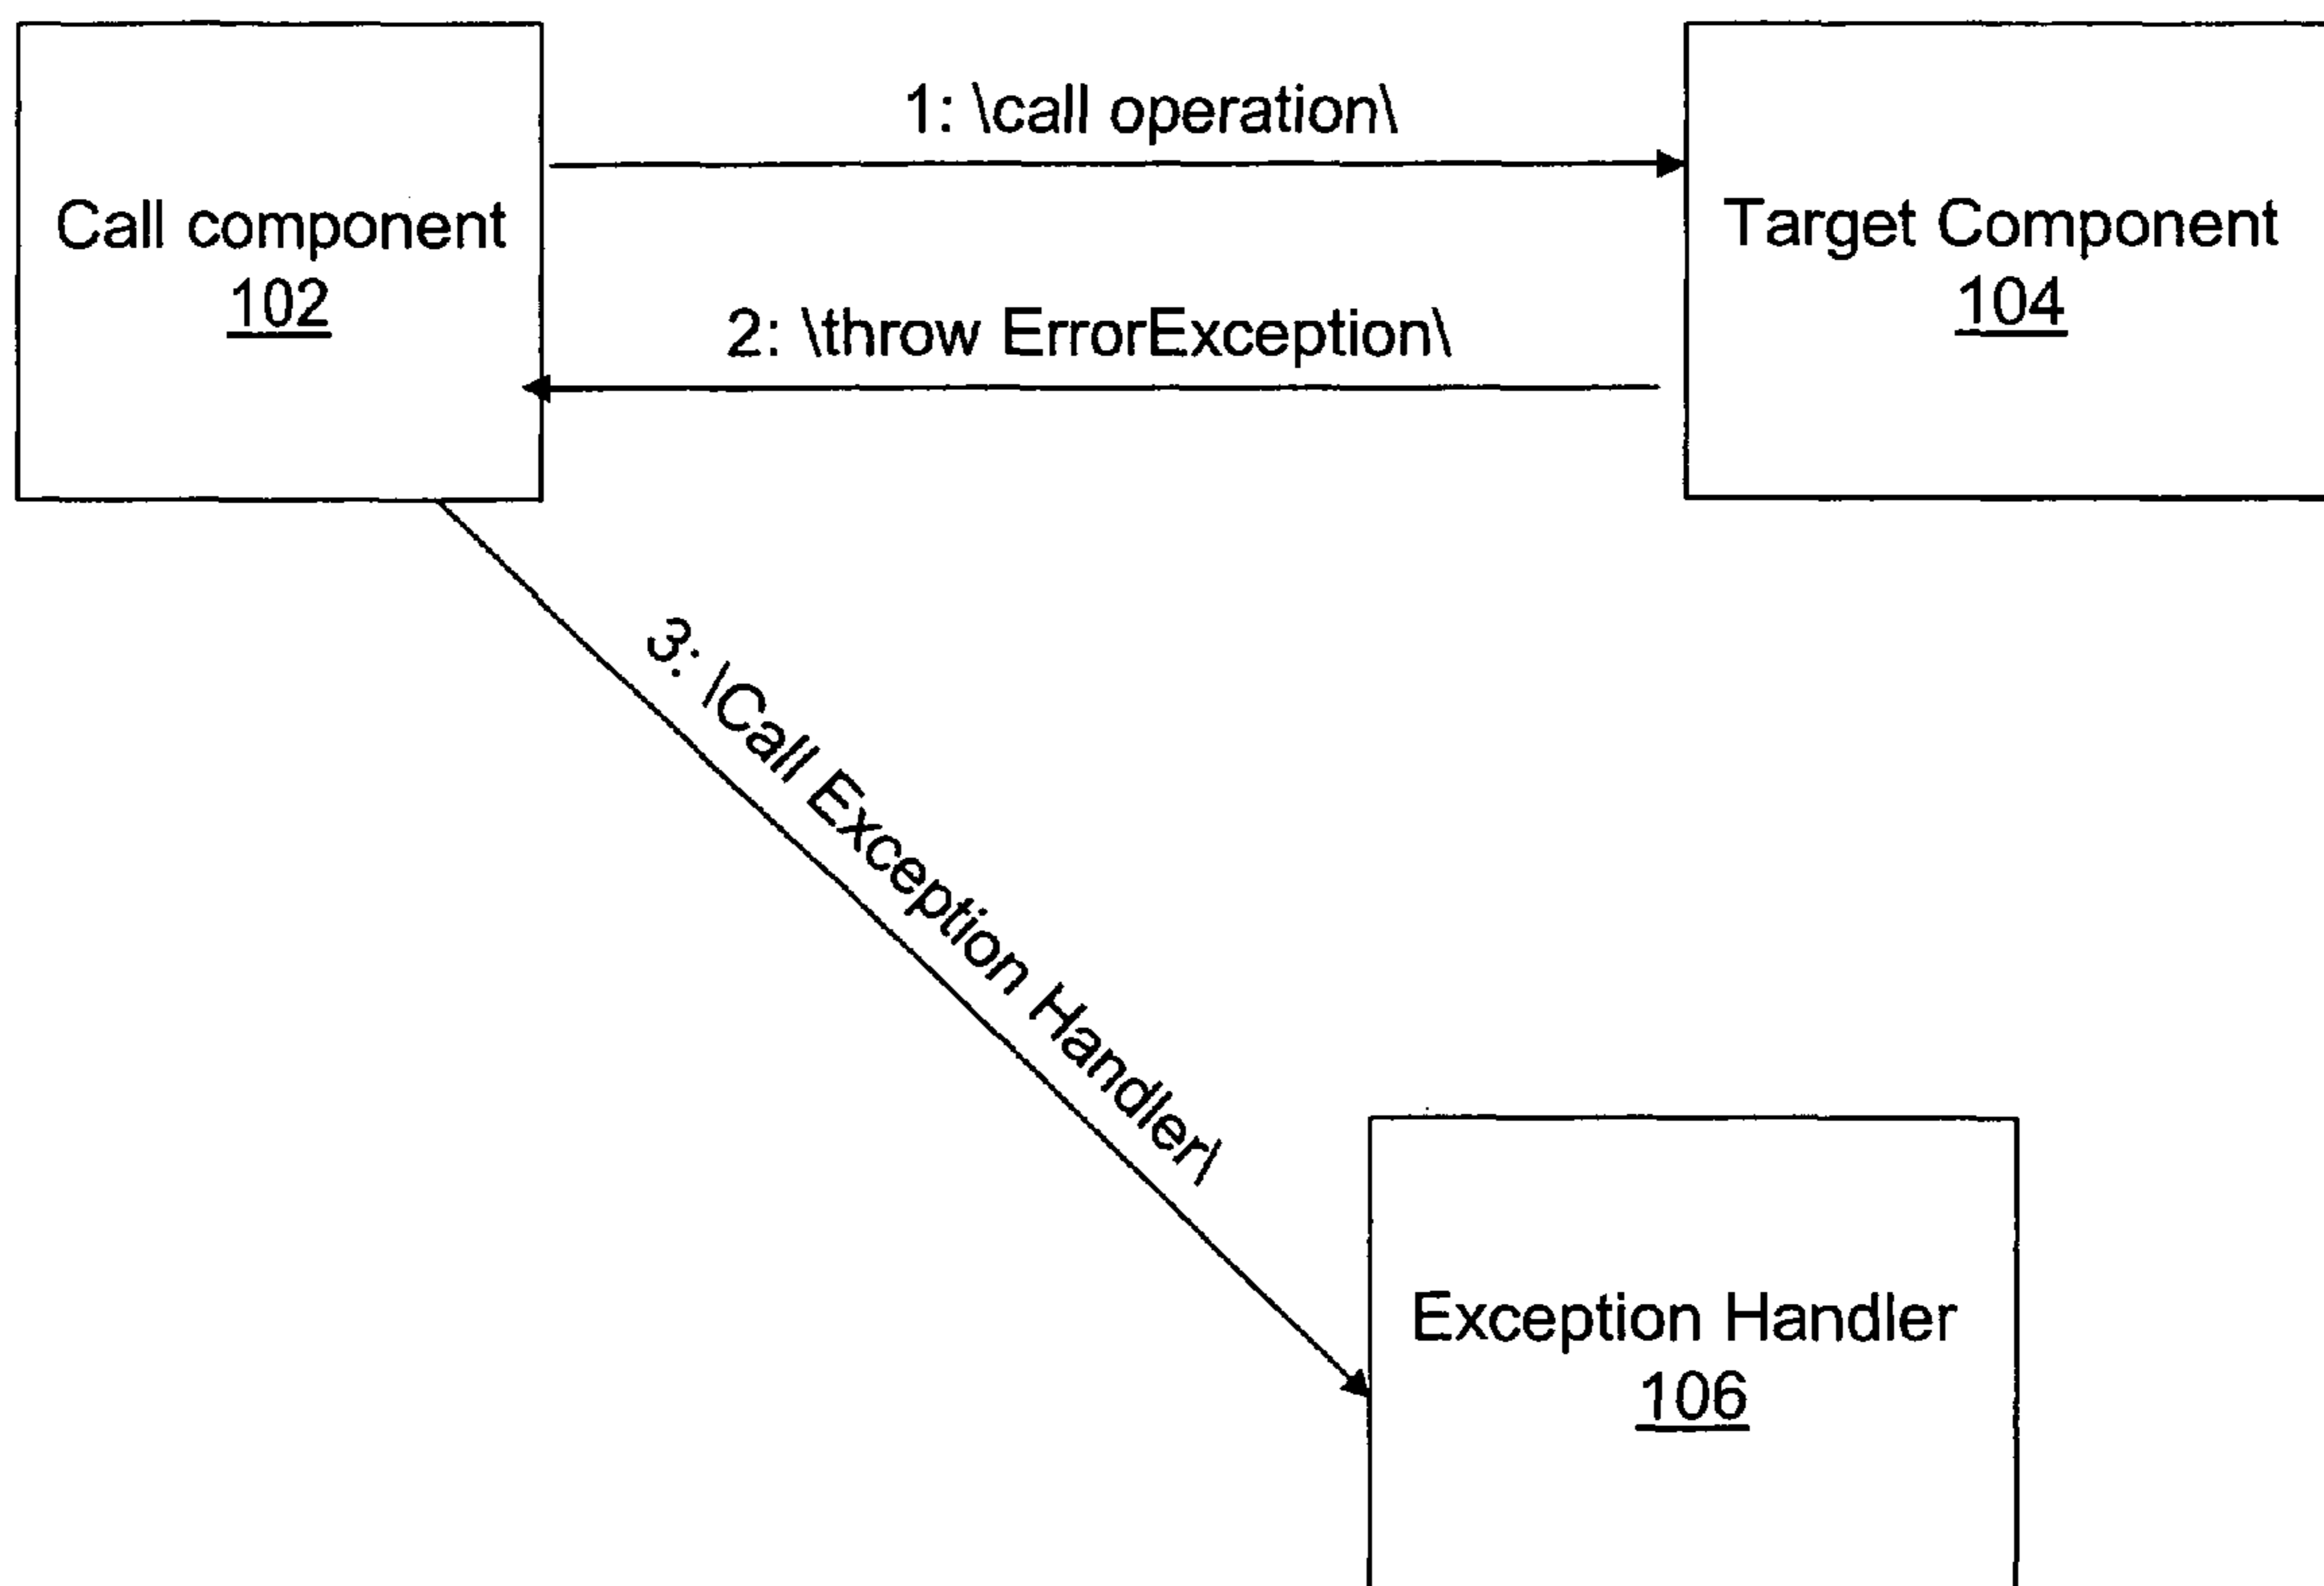 1: \call operation\
Call component
102
Target Component
104
2: \throw ErrorException\
3: \Call Exception Handler\
Exception Handler
106